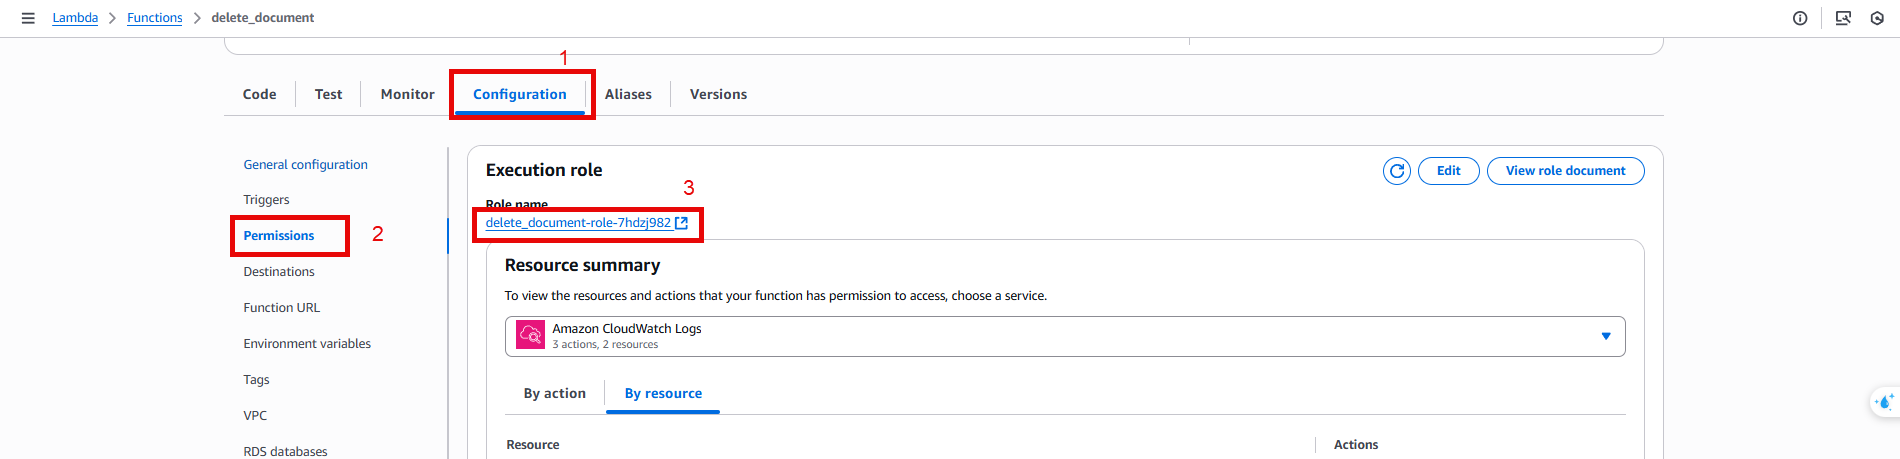 Lambda > Functions > delete_document
1
Code Test Monitor Configuration Aliases Versions
General configuration
Triggers
Permissions 2
Destinations
Function URL
Environment variables
Tags
VPC
RDS databases
Execution role
Edit View role document
3
Role name
delete_document-role-7hdzj982
Resource summary
To view the resources and actions that your function has permission to access, choose a service.
Amazon CloudWatch Logs
3 actions, 2 resources
By action By resource
Resource Actions